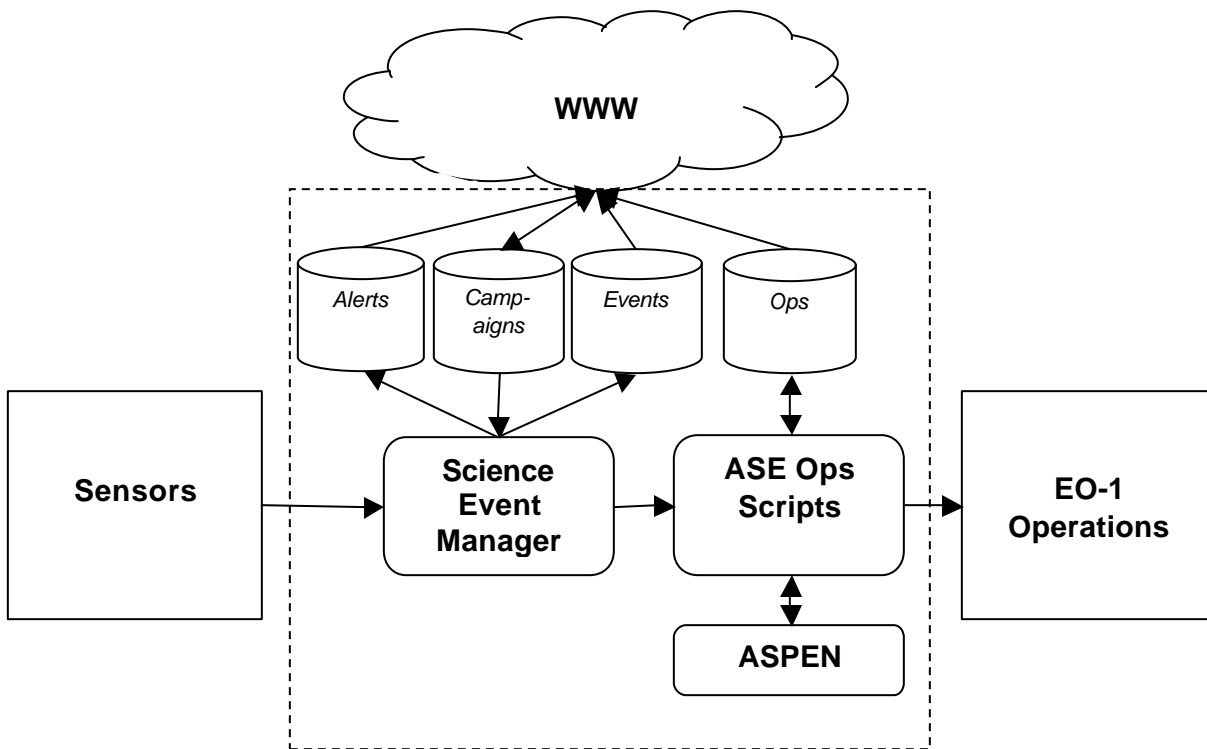 WWW
Alerts
Camp-
aigns
Events
Ops
Sensors
Science
Event
Manager
ASE Ops
Scripts
EO-1
Operations
ASPEN